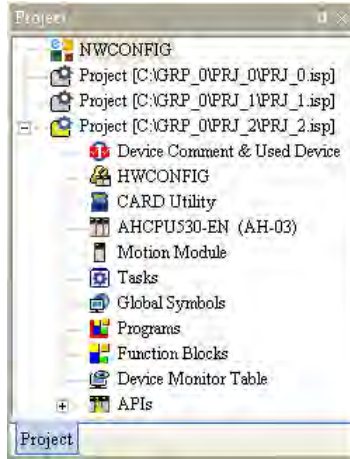 Project
NWCONFIG
Project [C:\GRP_0\PRJ_0\PRJ_0.isp]
Project [C:\GRP_0\PRJ_1\PRJ_1.isp]
Project [C:\GRP_0\PRJ_2\PRJ_2.isp]
Device Comment & Used Device
HWCONFIG
CARD Utility
AHCPU530-EN (AH-03)
Motion Module
Tasks
Global Symbols
Programs
Function Blocks
Device Monitor Table
APIs
Project